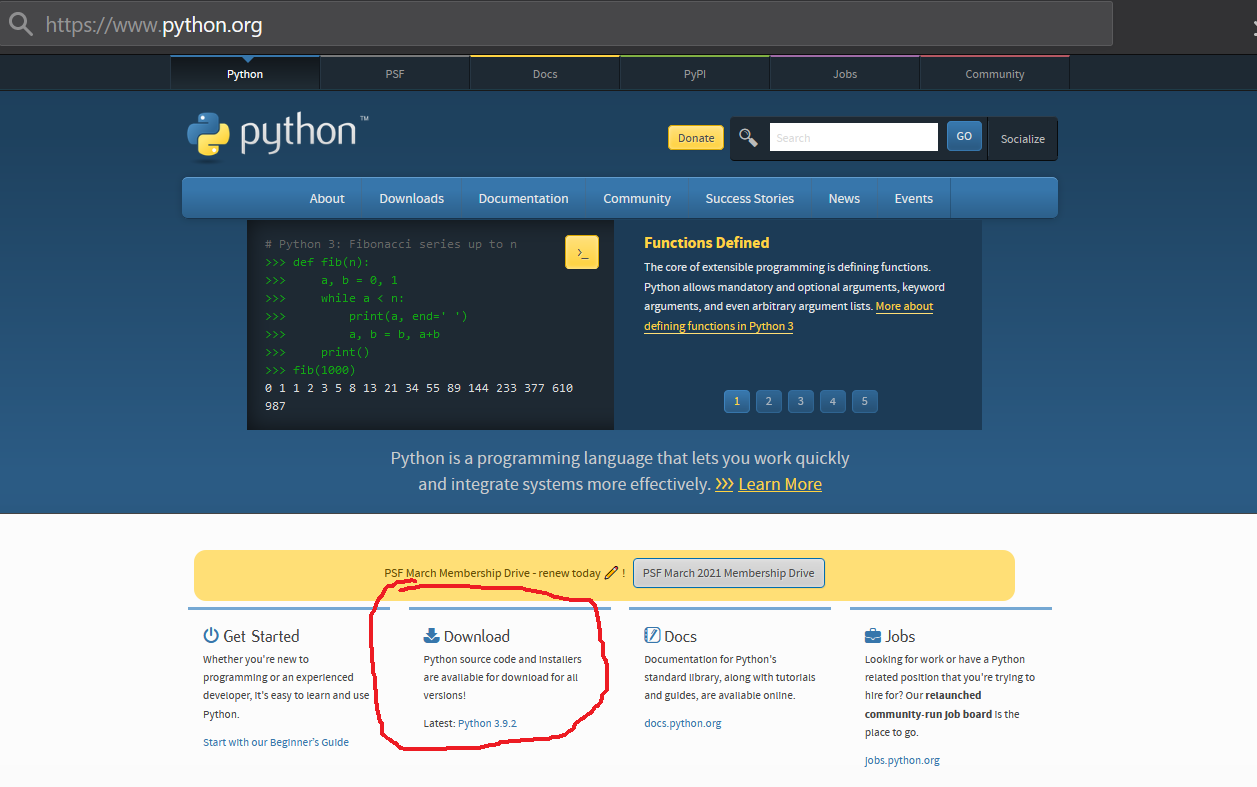 https://www.python.org
Python PSF Docs PyPI Jobs Community
python™
Donate Search GO Socialize
About Downloads Documentation Community Success Stories News Events
# Python 3: Fibonacci series up to n
>>> def fib(n):
>>>     a, b = 0, 1
>>>     while a < n:
>>>         print(a, end=' ')
>>>         a, b = b, a+b
>>>     print()
>>> fib(1000)
0 1 1 2 3 5 8 13 21 34 55 89 144 233 377 610
987
>_
Functions Defined
The core of extensible programming is defining functions.
Python allows mandatory and optional arguments, keyword
arguments, and even arbitrary argument lists. More about
defining functions in Python 3
1 2 3 4 5
Python is a programming language that lets you work quickly
and integrate systems more effectively. >>> Learn More
PSF March Membership Drive - renew today ! PSF March 2021 Membership Drive
Get Started
Whether you're new to
programming or an experienced
developer, it's easy to learn and use
Python.
Start with our Beginner's Guide
Download
Python source code and installers
are available for download for all
versions!
Latest: Python 3.9.2
Docs
Documentation for Python's
standard library, along with tutorials
and guides, are available online.
docs.python.org
Jobs
Looking for work or have a Python
related position that you're trying to
hire for? Our relaunched
community-run job board is the
place to go.
jobs.python.org